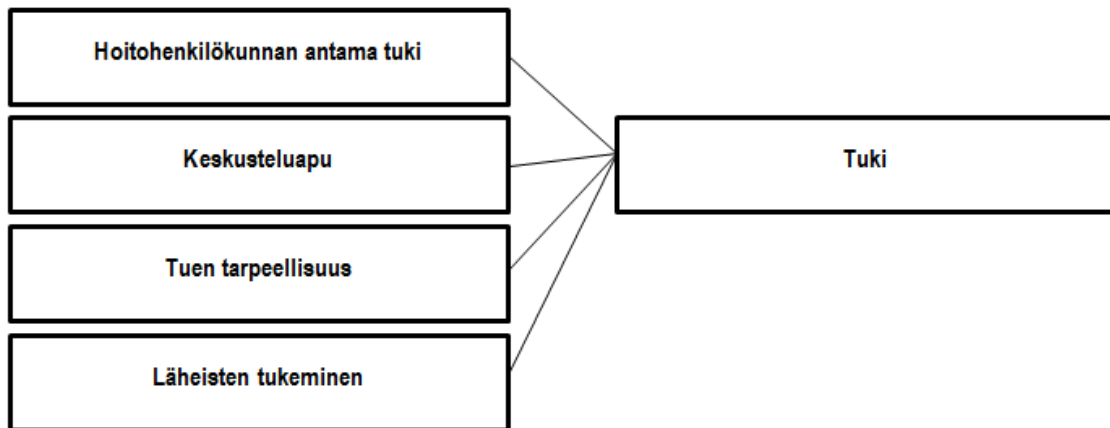 Hoitohenkilökunnan antama tuki
Keskusteluapu
Tuki
Tuen tarpeellisuus
Läheisten tukeminen